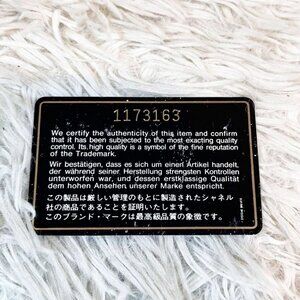 1173163
We certify the authenticity of this item and confirm
that it has been subjected to the most exacting quality
control. Its high quality is a symbol of the fine reputation
of the Trademark.
Wir bestätigen, dass es sich um einen Artikel handelt,
der während seiner Herstellung strengsten Kontrollen
unterworfen war, und dessen erstklassige Qualität
dem hohen Ansehen unserer Marke entspricht.
この製品は厳しい管理のもとに製造されたシャネル
社の商品であることを証明いたします。
このブランド・マークは最高級品質の象徴です。